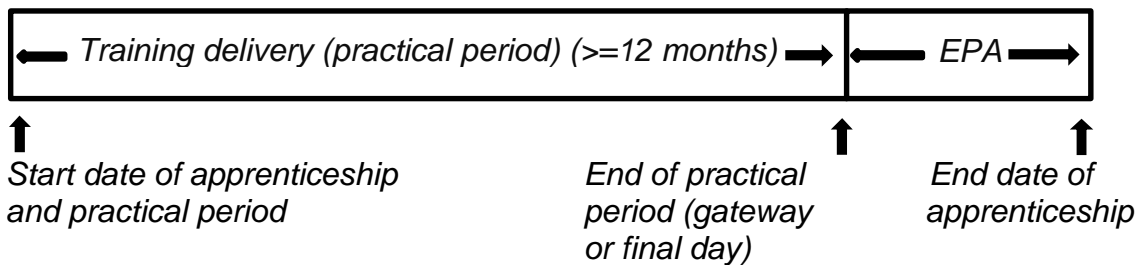 Training delivery (practical period) (>=12 months)
EPA
Start date of apprenticeship
and practical period
End of practical
period (gateway
or final day)
End date of
apprenticeship